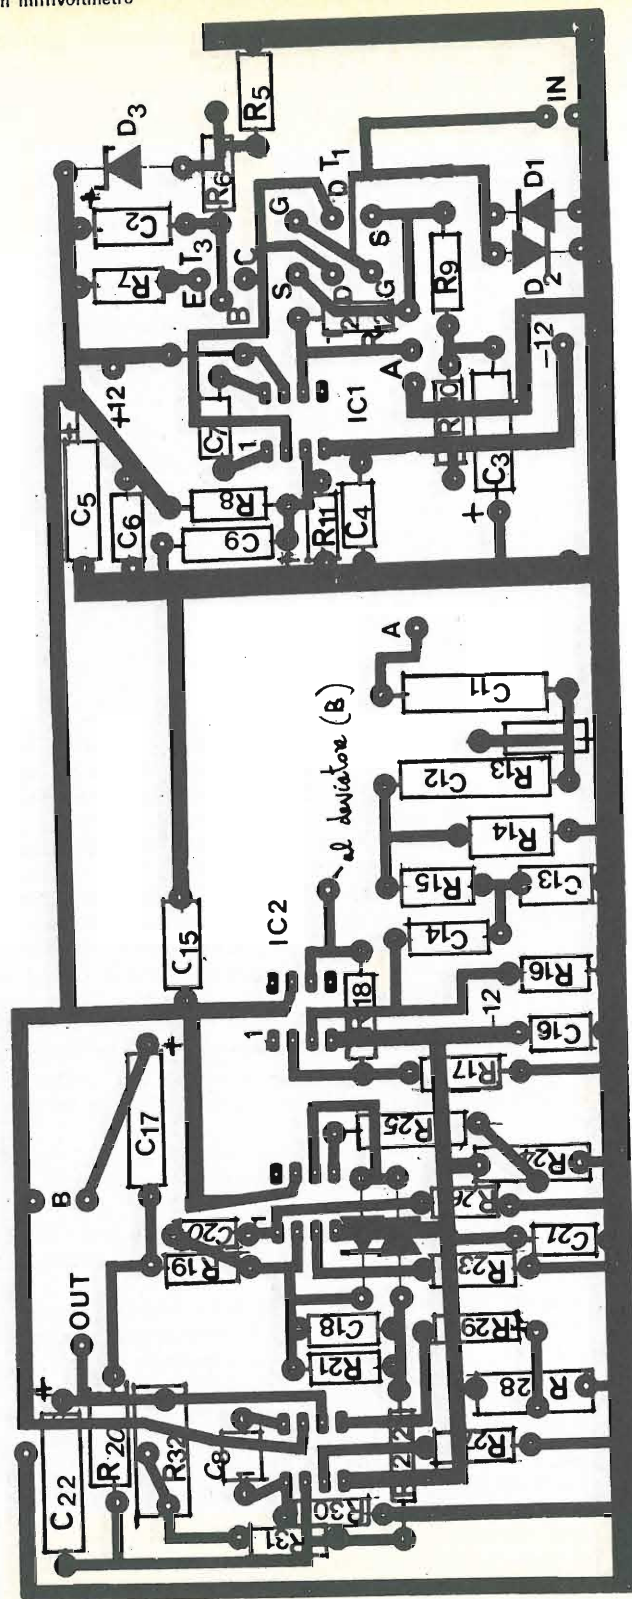 n millivoltmetro
R5
D3
IN
R6
T1
D
+
C2
G
D1
R7
T3
E
C
S
S
D
D2
B
G
R9
R12
A
-12
+12
IC1
C7
1
R10
C5
C6
R8
C3
+
C9
R11
C4
+
A
C11
al deviatore (B)
R13
C12
R14
R15
C13
C14
IC2
C15
R16
R18
1
-12
C16
+
R17
C17
R25
R24
B
R26
C20
1
C21
R19
R23
OUT
C18
R29
R21
R28
+
R20
R32
C8
R27
R22
C22
1
R30
R31